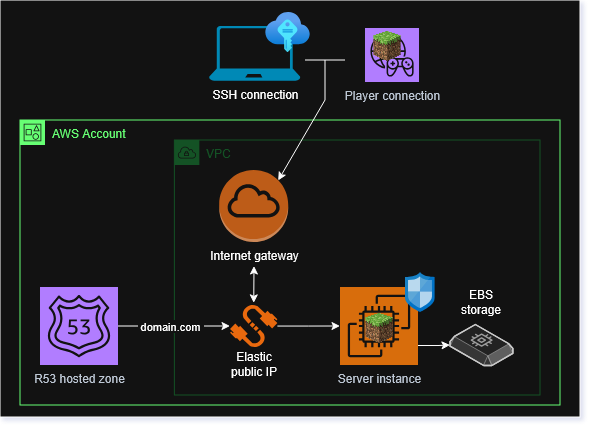 SSH connection
Player connection
AWS Account
VPC
Internet gateway
53
R53 hosted zone
domain.com
Elastic
public IP
Server instance
EBS
storage